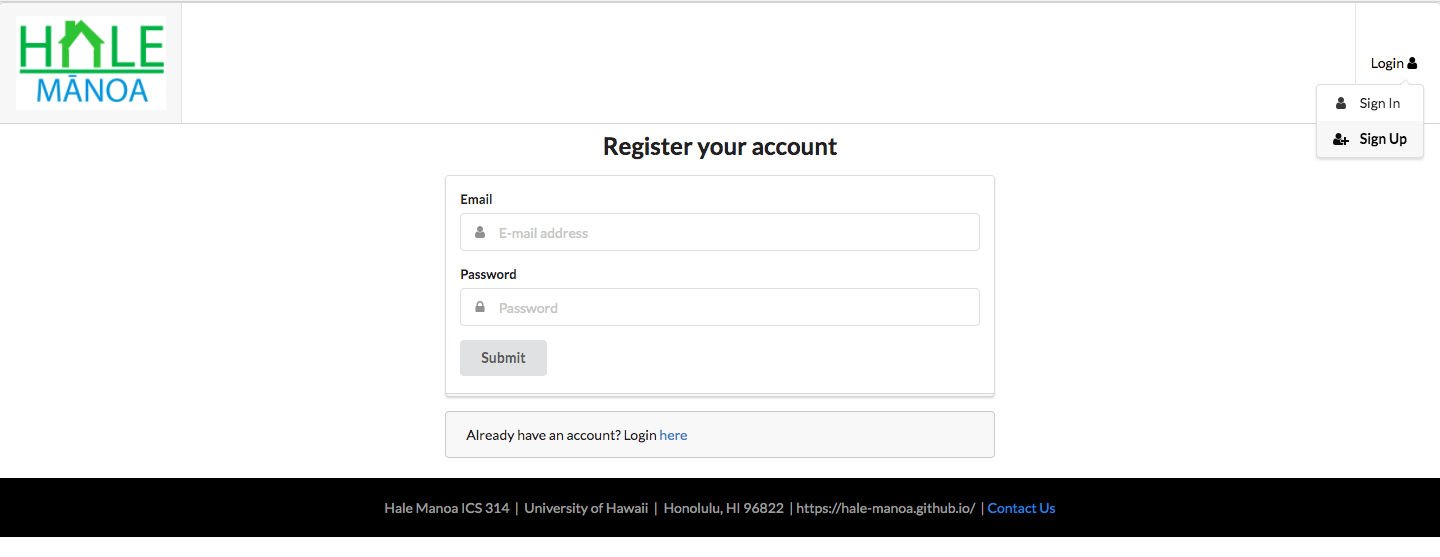 HALE
MĀNOA
Login
Sign In
Sign Up
Register your account
Email
E-mail address
Password
Password
Submit
Already have an account? Login here
Hale Manoa ICS 314 | University of Hawaii | Honolulu, HI 96822 | https://hale-manoa.github.io/ | Contact Us